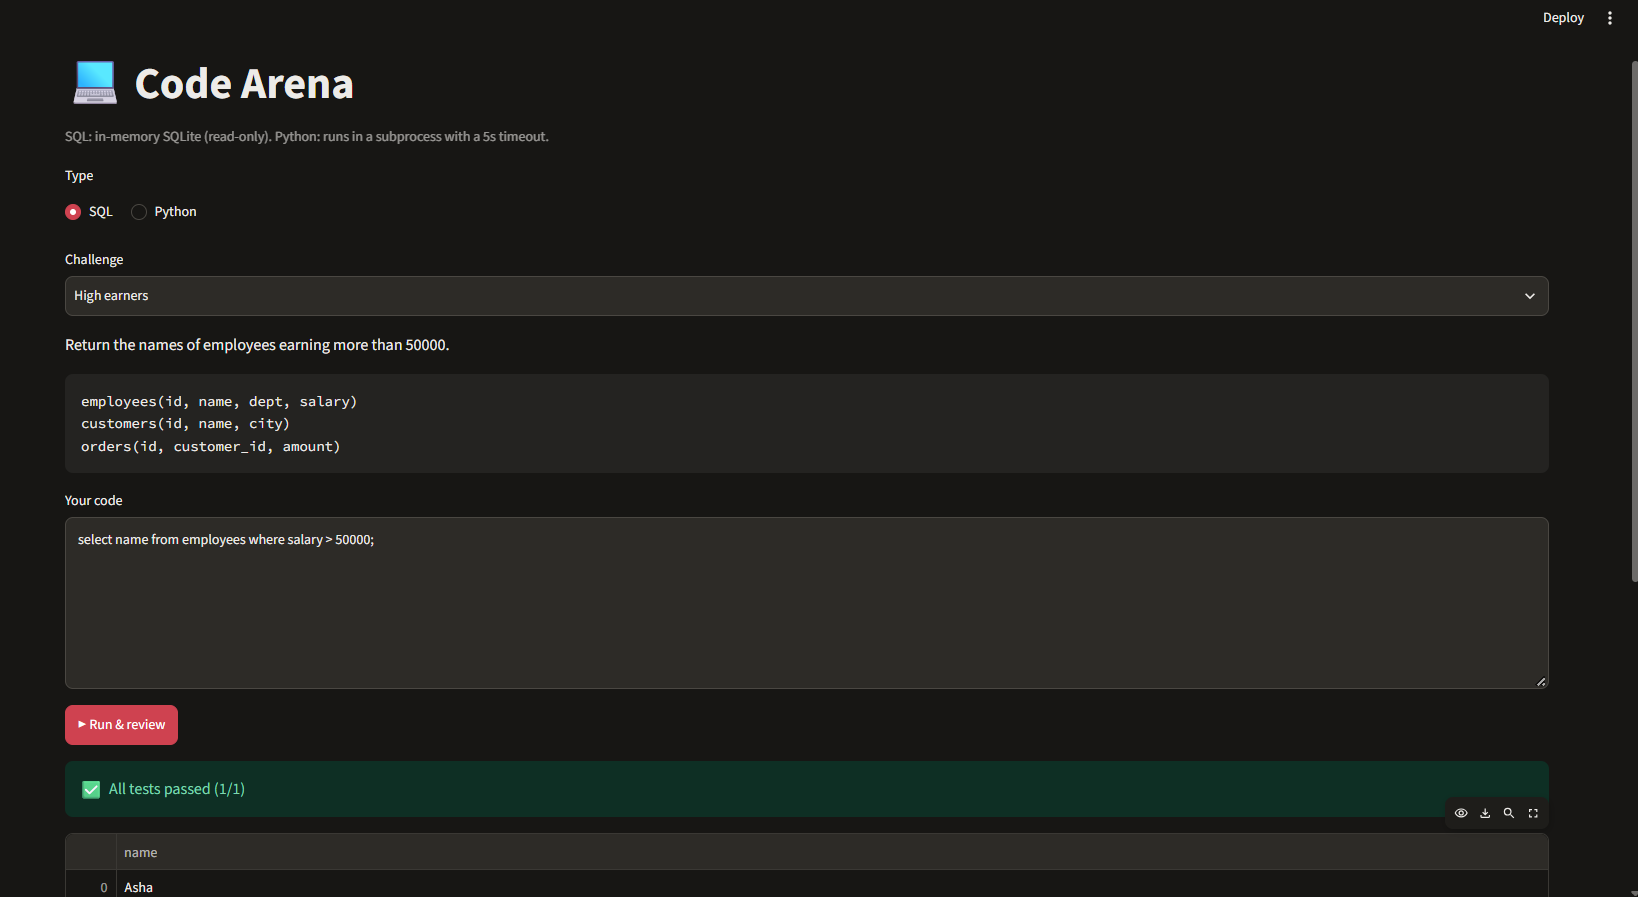 Deploy
Code Arena
SQL: in-memory SQLite (read-only). Python: runs in a subprocess with a 5s timeout.
Type
SQL Python
Challenge
High earners
Return the names of employees earning more than 50000.
employees(id, name, dept, salary)
customers(id, name, city)
orders(id, customer_id, amount)
Your code
select name from employees where salary > 50000;
Run & review
All tests passed (1/1)
name
0 Asha